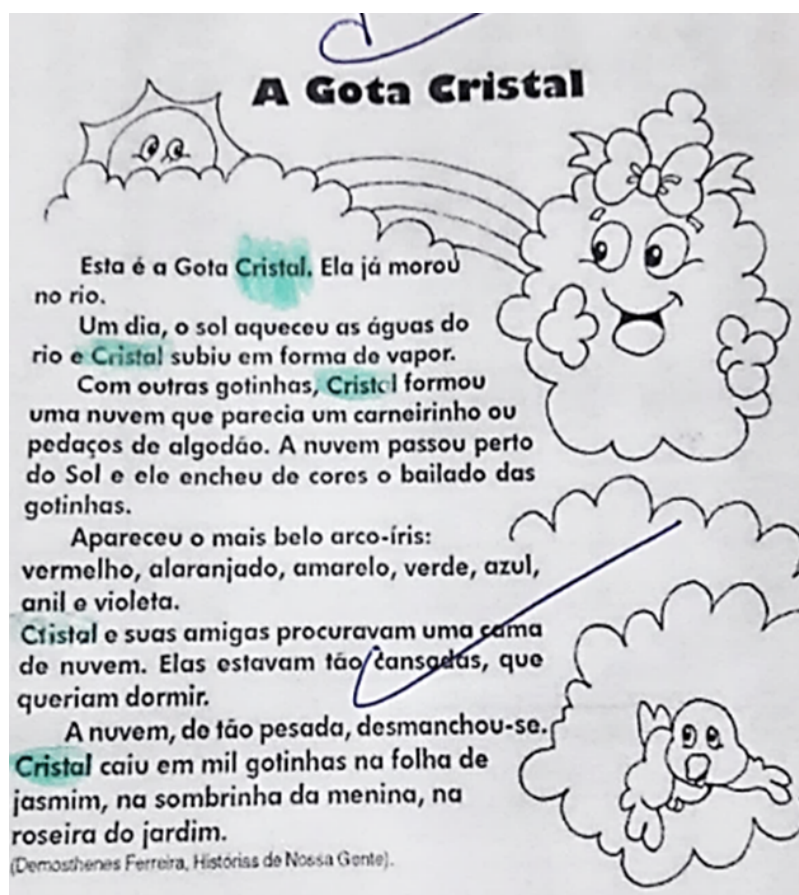 A Gota Cristal
Esta é a Gota Cristal. Ela já morou
no rio.
Um dia, o sol aqueceu as águas do
rio e Cristal subiu em forma de vapor.
Com outras gotinhas, Cristal formou
uma nuvem que parecia um carneirinho ou
pedaços de algodão. A nuvem passou perto
do Sol e ele encheu de cores o bailado das
gotinhas.
Apareceu o mais belo arco-íris:
vermelho, alaranjado, amarelo, verde, azul,
anil e violeta.
Cristal e suas amigas procuravam uma cama
de nuvem. Elas estavam tão cansadas, que
queriam dormir.
A nuvem, de tão pesada, desmanchou-se.
Cristal caiu em mil gotinhas na folha de
jasmim, na sombrinha da menina, na
roseira do jardim.
(Demosthenes Ferreira, Histórias de Nossa Gente).